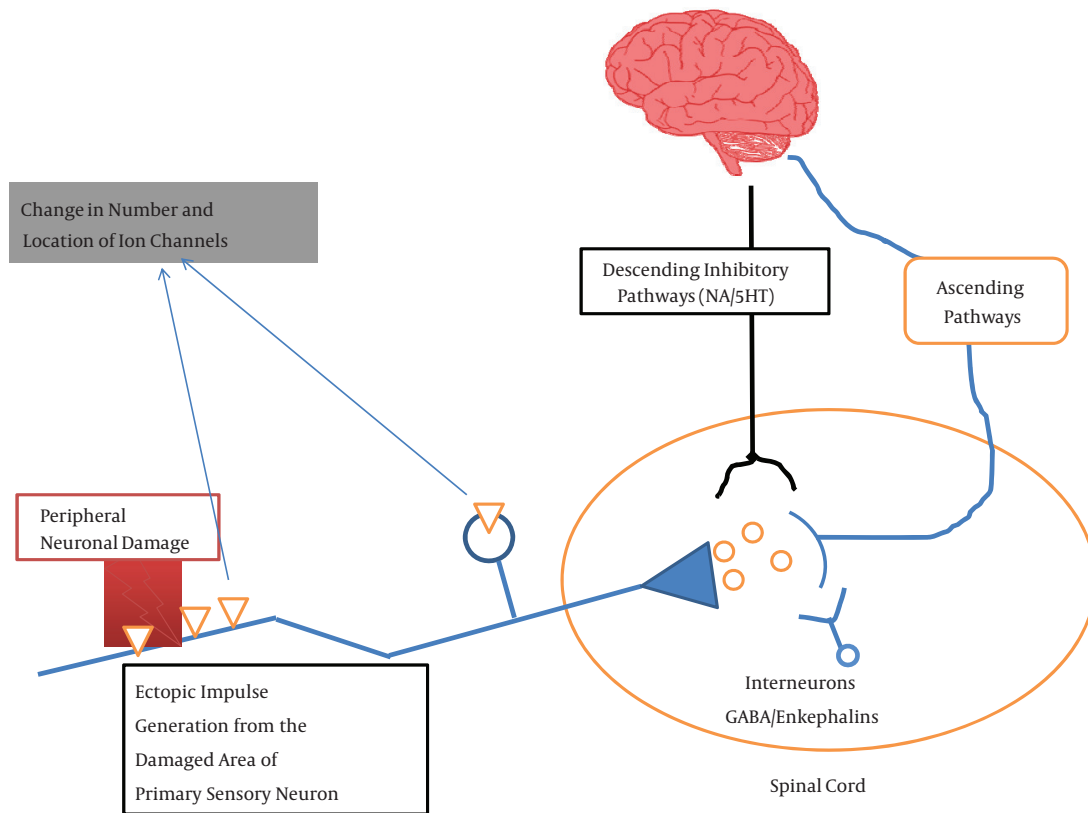 Change in Number and
Location of Ion Channels
Descending Inhibitory
Pathways (NA/5HT)
Ascending
Pathways
Peripheral
Neuronal Damage
Ectopic Impulse
Generation from the
Damaged Area of
Primary Sensory Neuron
Interneurons
GABA/Enkephalins
Spinal Cord